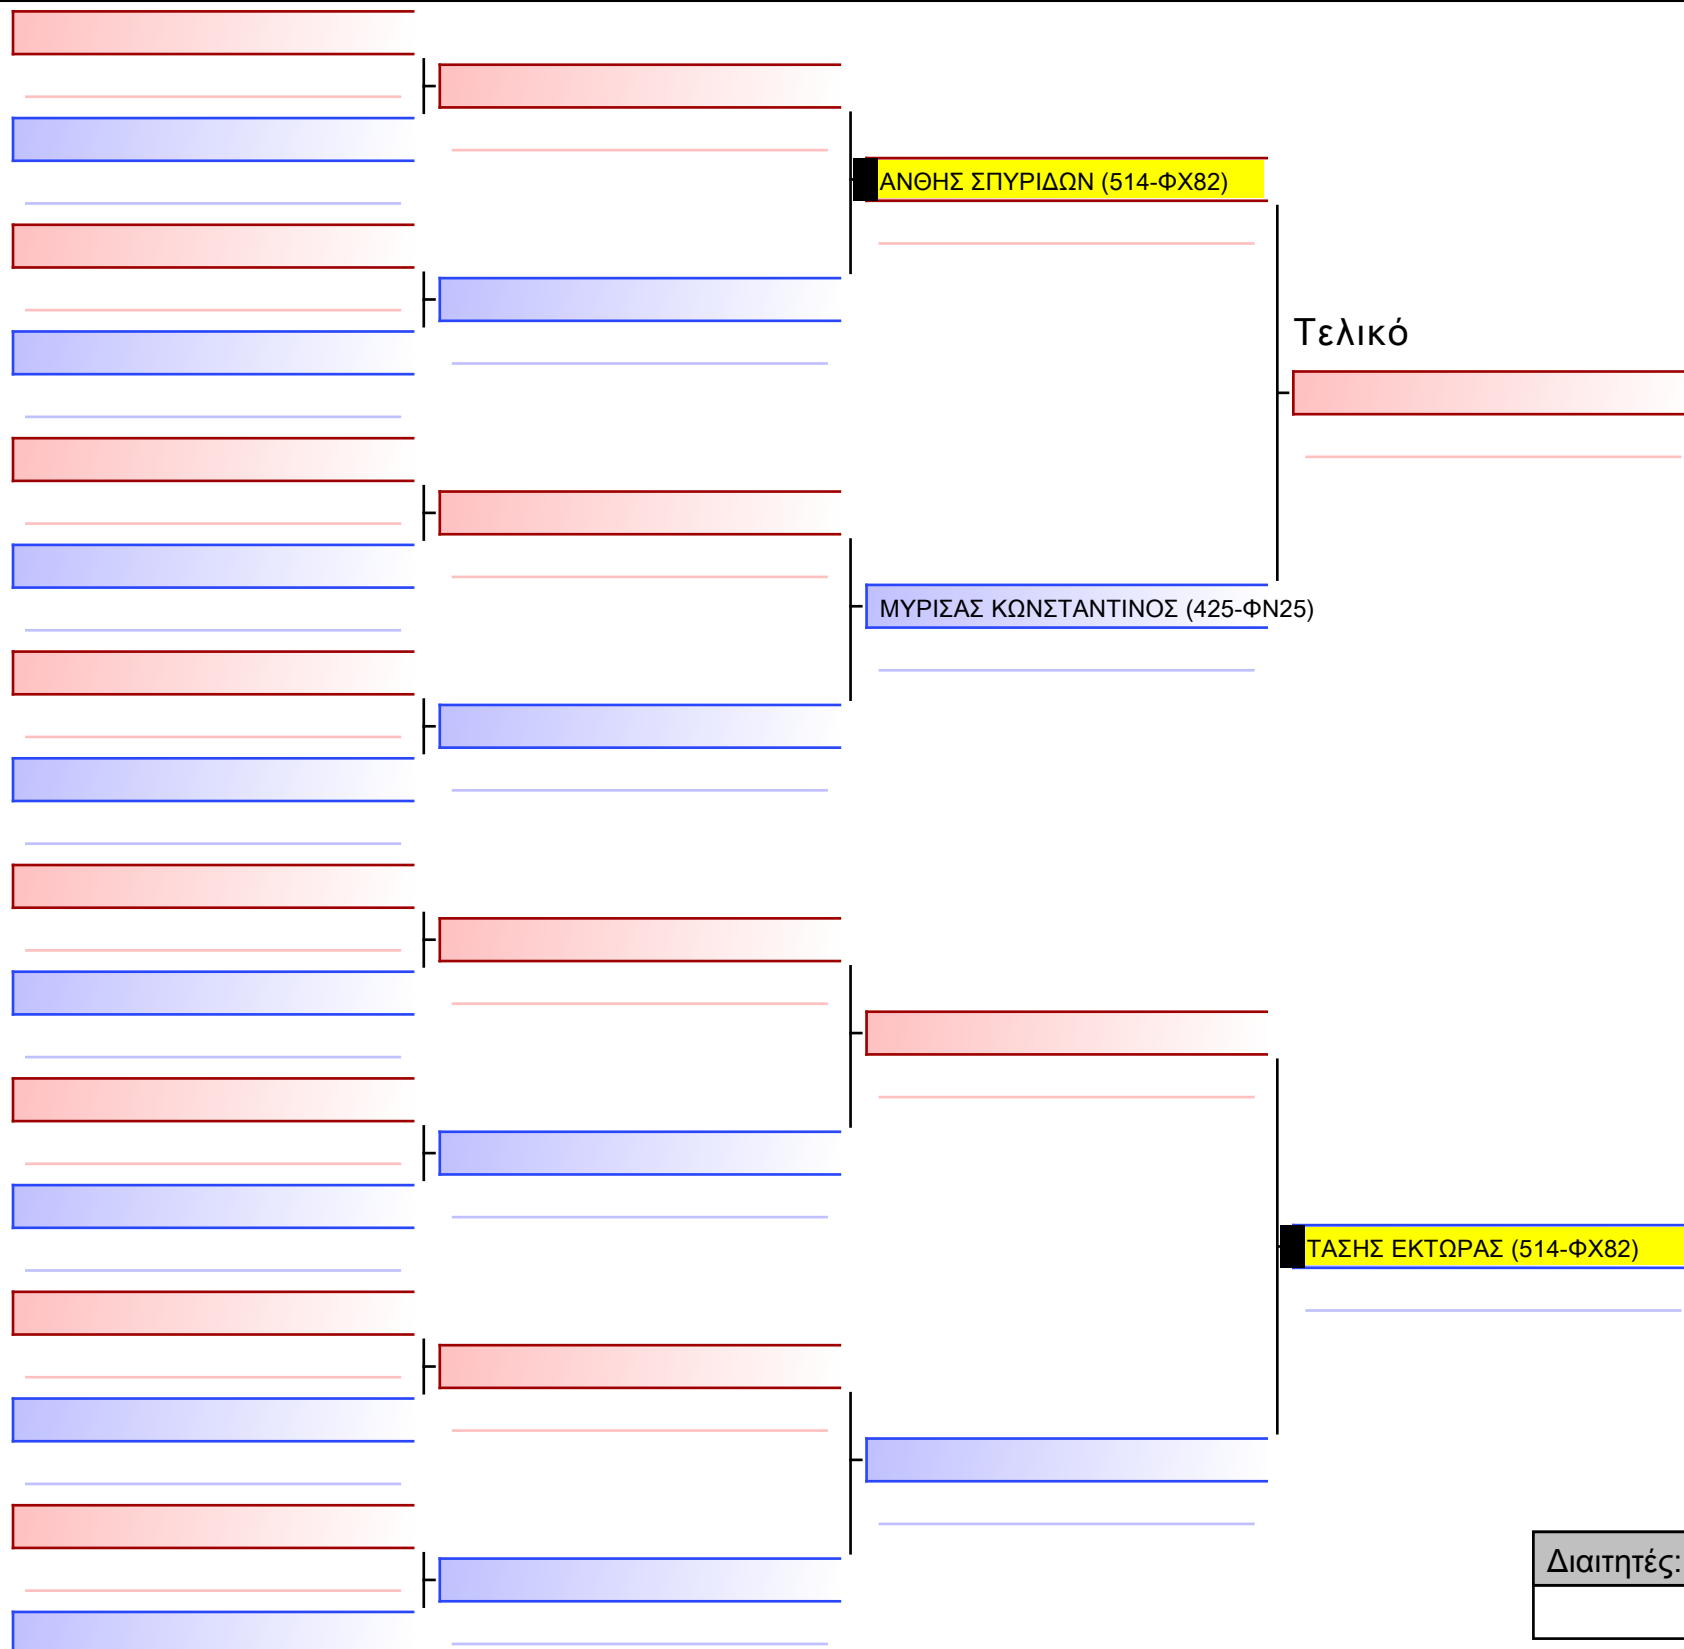 ΑΝΘΗΣ ΣΠΥΡΙΔΩΝ (514-ΦΧ82)
Τελικό
ΜΥΡΙΣΑΣ ΚΩΝΣΤΑΝΤΙΝΟΣ (425-ΦΝ25)
ΤΑΣΗΣ ΕΚΤΩΡΑΣ (514-ΦΧ82)
Διαιτητές: